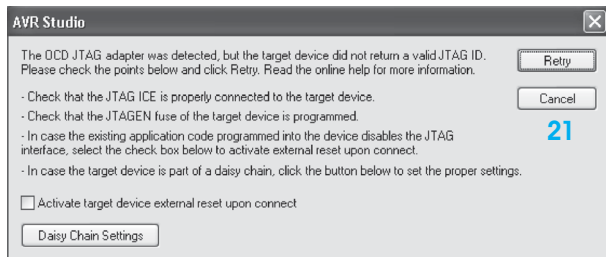 AVR Studio
The OCD JTAG adapter was detected, but the target device did not return a valid JTAG ID.
Please check the points below and click Retry. Read the online help for more information.
Retry
- Check that the JTAG ICE is properly connected to the target device.
Cancel
- Check that the JTAGEN fuse of the target device is programmed.
21
- In case the existing application code programmed into the device disables the JTAG
interface, select the check box below to activate external reset upon connect.
- In case the target device is part of a daisy chain, click the button below to set the proper settings.
Activate target device external reset upon connect
Daisy Chain Settings